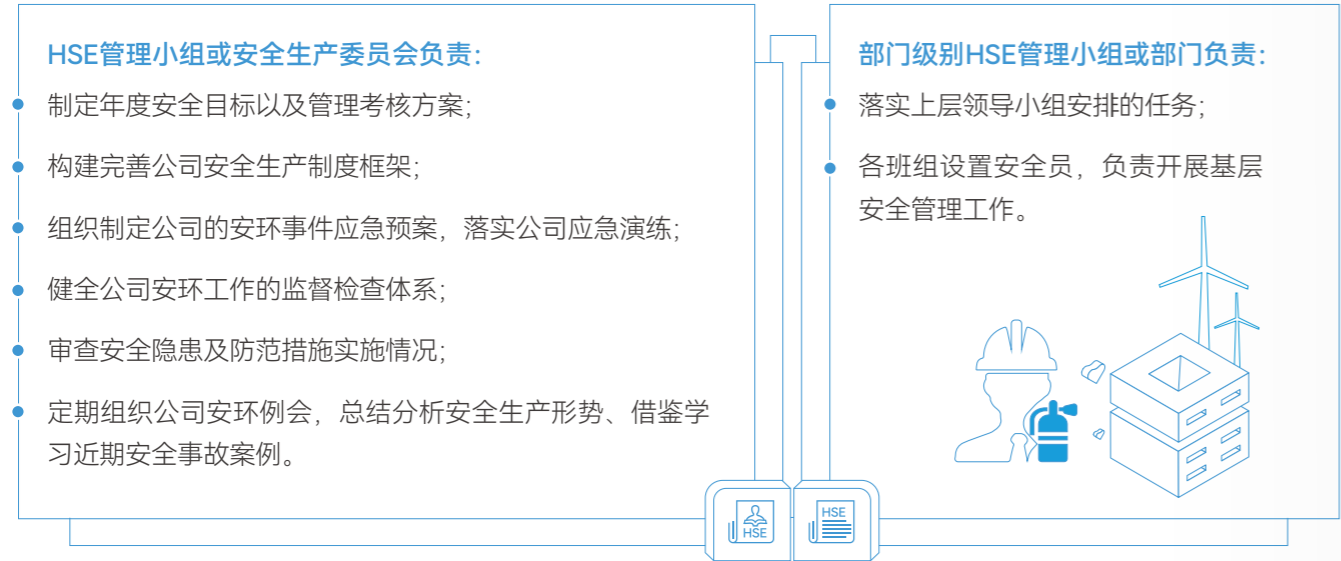 HSE管理小组或安全生产委员会负责：
制定年度安全目标以及管理考核方案；
构建完善公司安全生产制度框架；
组织制定公司的安环事件应急预案，落实公司应急演练；
健全公司安环工作的监督检查体系；
审查安全隐患及防范措施实施情况；
定期组织公司安环例会，总结分析安全生产形势、借鉴学
习近期安全事故案例。
部门级别HSE管理小组或部门负责：
落实上层领导小组安排的任务；
各班组设置安全员，负责开展基层
安全管理工作。
HSE
HSE